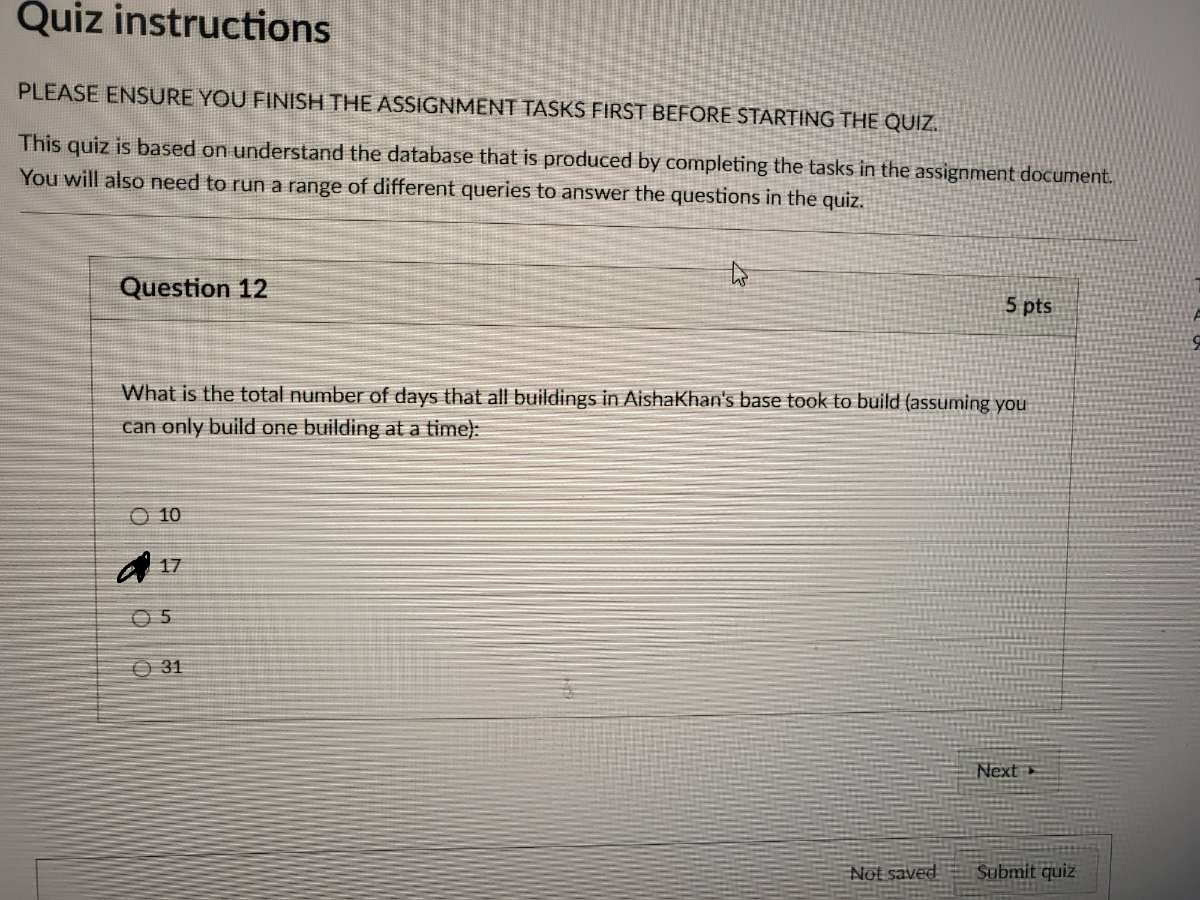 Quiz instructions
PLEASE ENSURE YOU FINISH THE ASSIGNMENT TASKS FIRST BEFORE STARTING THE QUIZ.
This quiz is based on understand the database that is produced by completing the tasks in the assignment document.
You will also need to run a range of different queries to answer the questions in the quiz.
Question 12
5 pts
What is the total number of days that all buildings in AishaKhan's base took to build (assuming you
can only build one building at a time):
10
17
5
31
Next
Not saved
Submit quiz